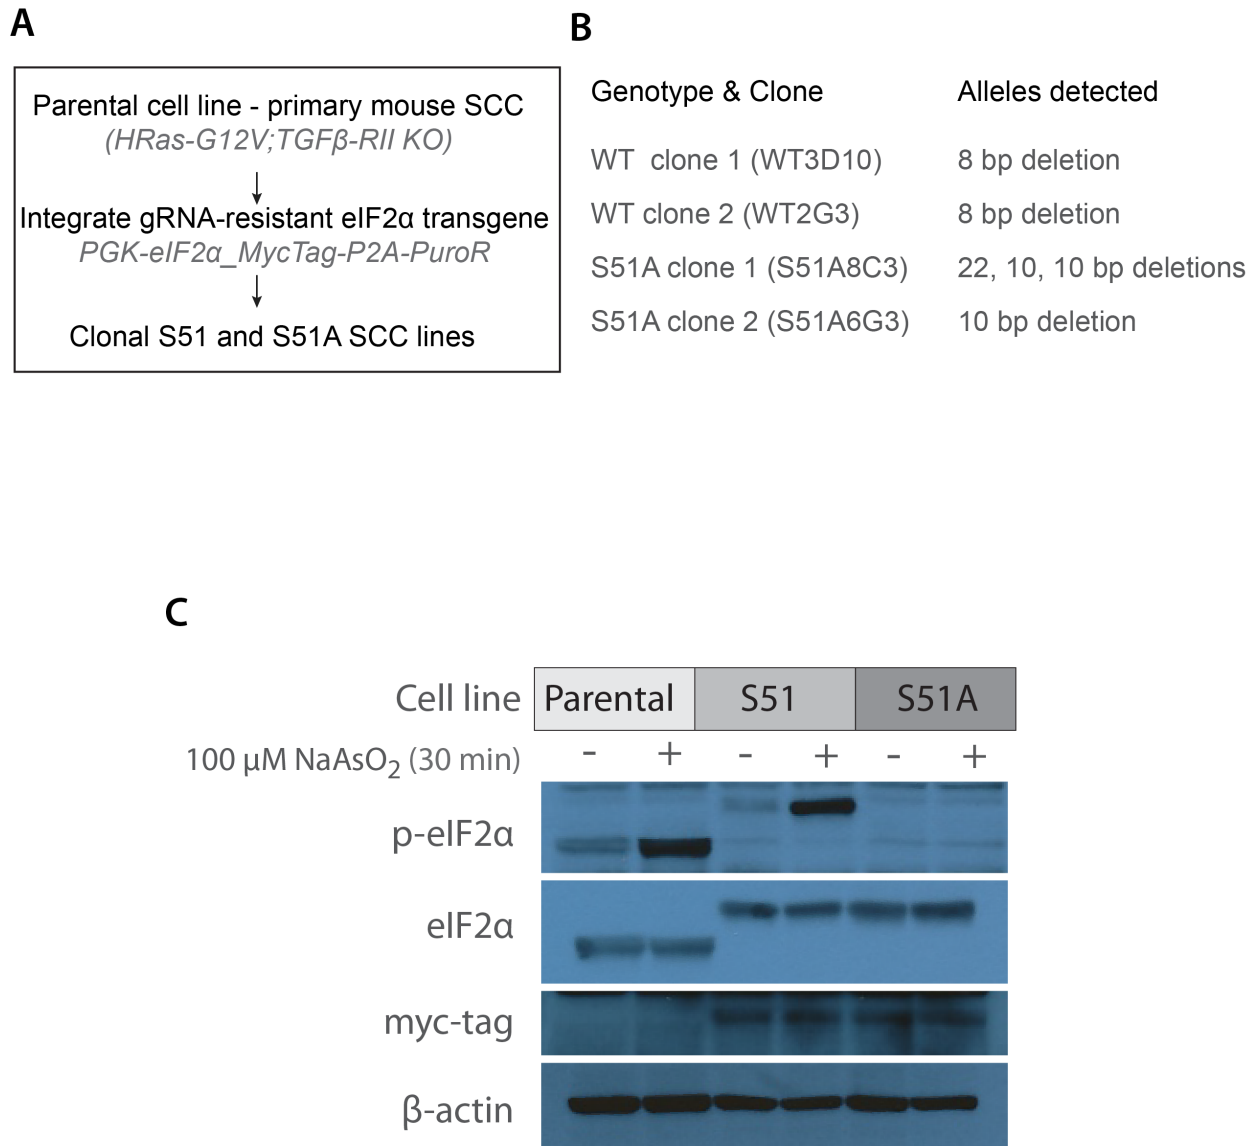 A
Parental cell line - primary mouse SCC
(HRas-G12V;TGFβ-RII KO)
Integrate gRNA-resistant eIF2α transgene
PGK-eIF2α_MycTag-P2A-PuroR
Clonal S51 and S51A SCC lines
B
Genotype & Clone Alleles detected
WT clone 1 (WT3D10) 8 bp deletion
WT clone 2 (WT2G3) 8 bp deletion
S51A clone 1 (S51A8C3) 22, 10, 10 bp deletions
S51A clone 2 (S51A6G3) 10 bp deletion
C
Cell line Parental S51 S51A
100 μM NaAsO₂ (30 min) - + - + - +
p-eIF2α
eIF2α
myc-tag
β-actin